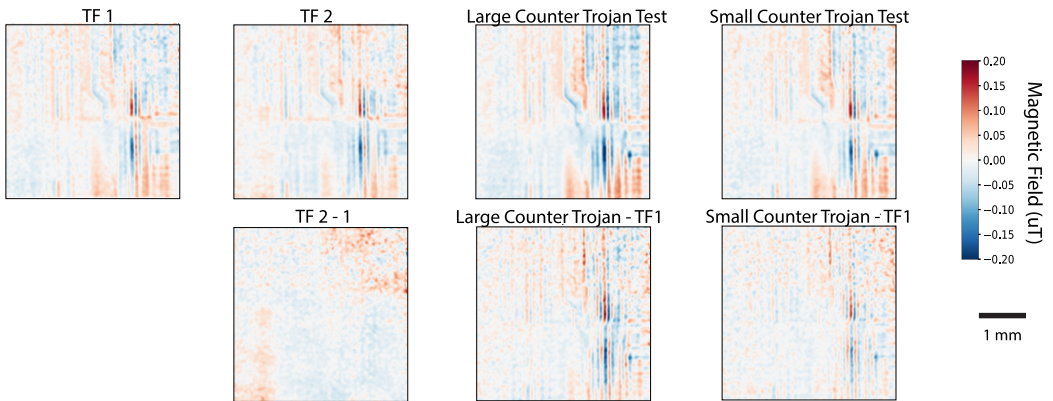 TF 1
TF 2
Large Counter Trojan Test
Small Counter Trojan Test
TF 2 - 1
Large Counter Trojan - TF1
Small Counter Trojan - TF1
0.20
0.15
0.10
0.05
0.00
−0.05
−0.10
−0.15
−0.20
Magnetic Field (uT)
1 mm